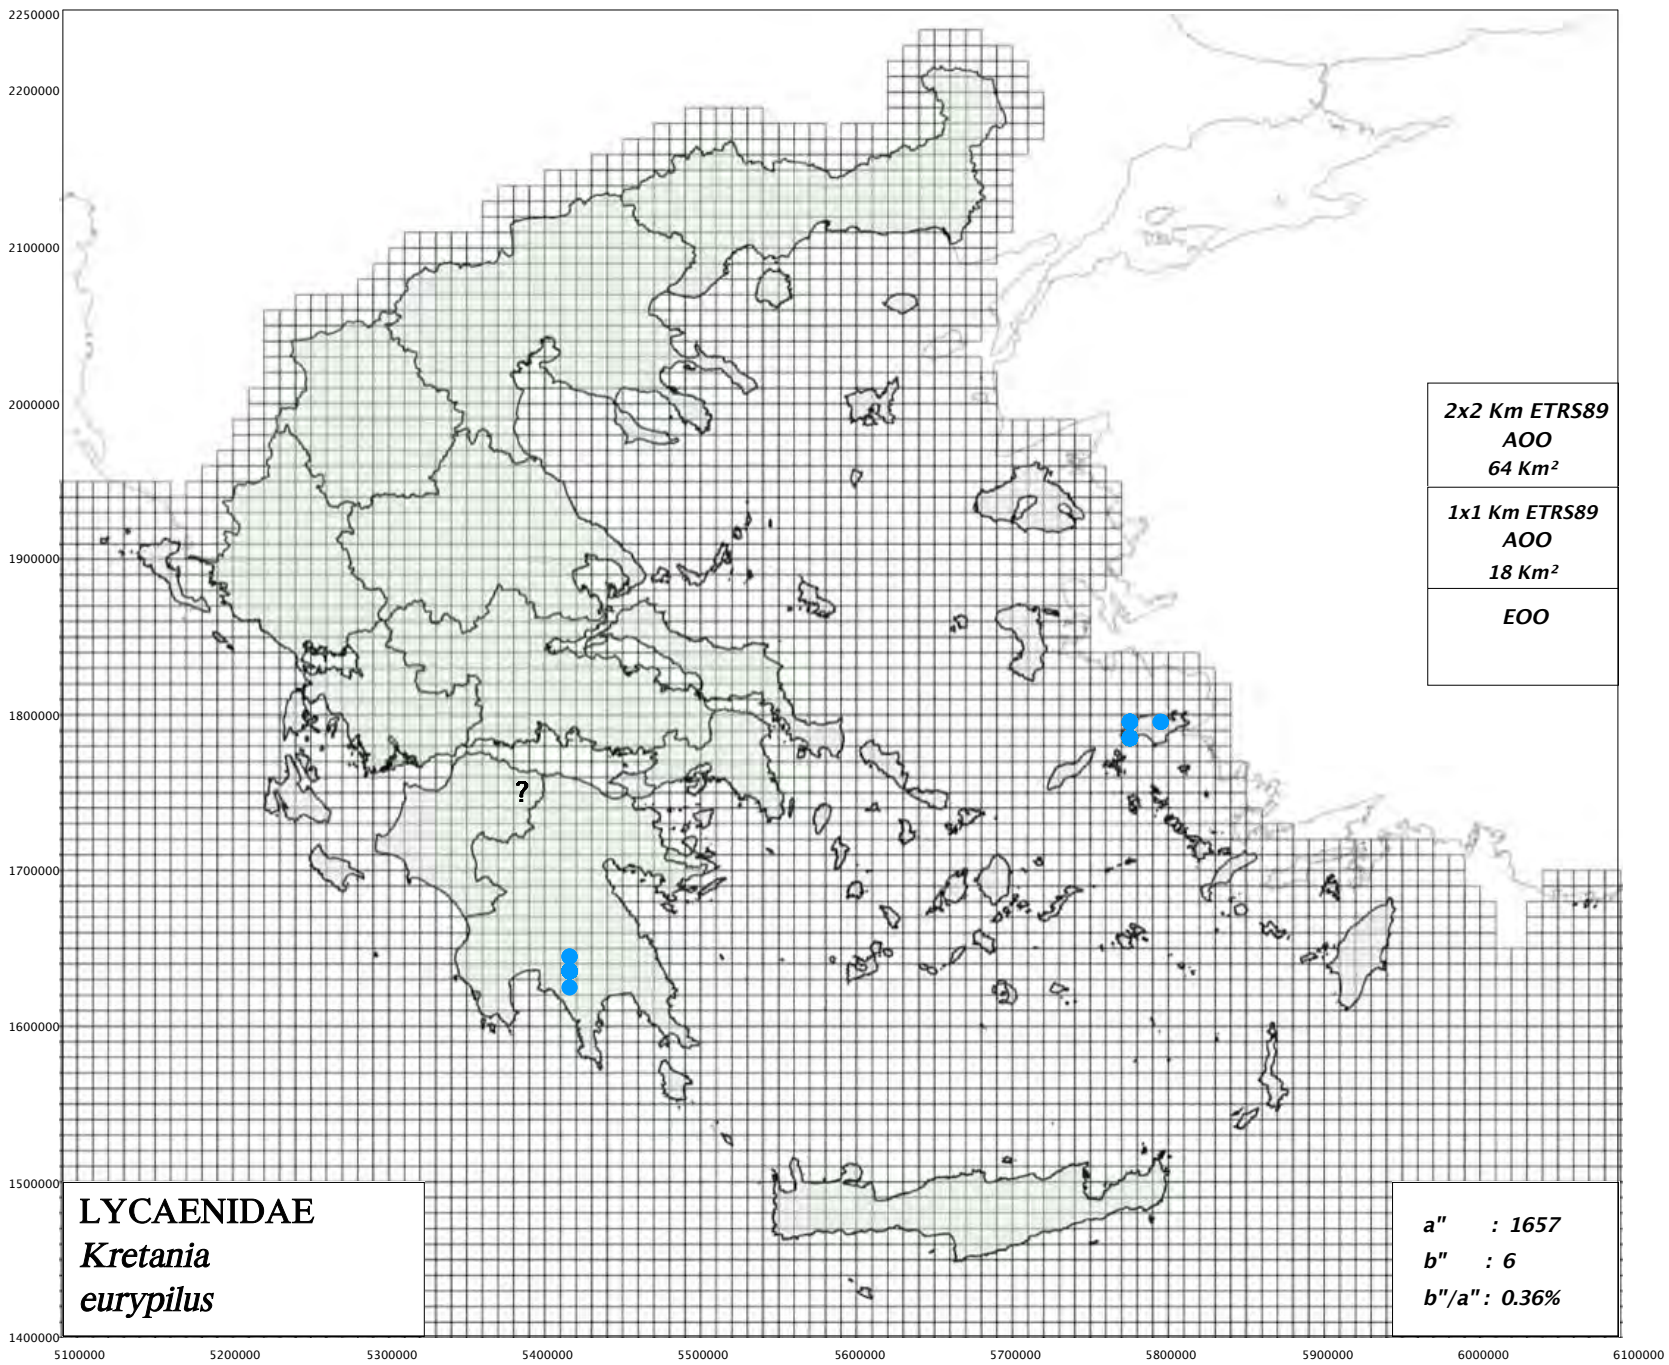 2250000
2200000
2100000
2000000
1900000
1800000
1700000
1600000
1500000
1400000
2x2 Km ETRS89
AOO
64 Km²
1x1 Km ETRS89
AOO
18 Km²
EOO
?
LYCAENIDAE
Kretania
eurypilus
a" : 1657
b" : 6
b"/a" : 0.36%
5100000 5200000 5300000 5400000 5500000 5600000 5700000 5800000 5900000 6000000 6100000